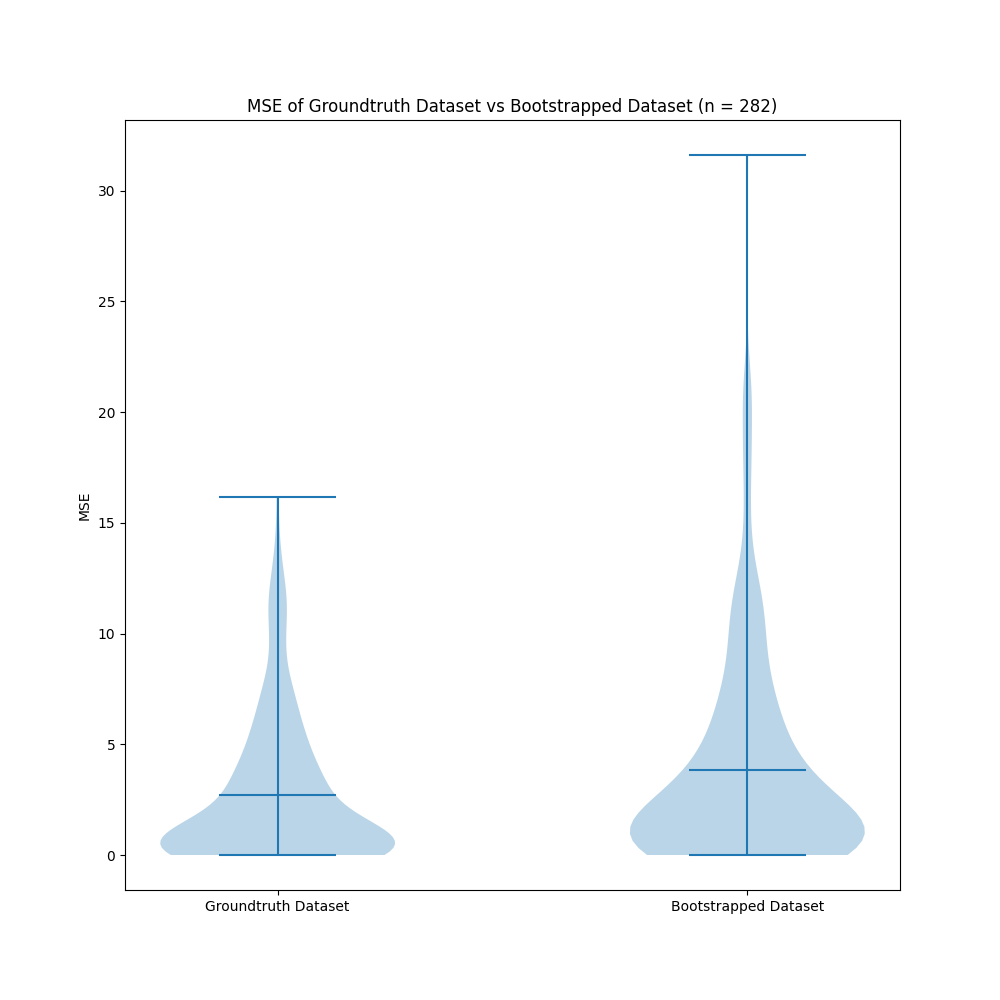 MSE of Groundtruth Dataset vs Bootstrapped Dataset (n = 282)
30
25
20
15
10
5
0
MSE
Groundtruth Dataset
Bootstrapped Dataset